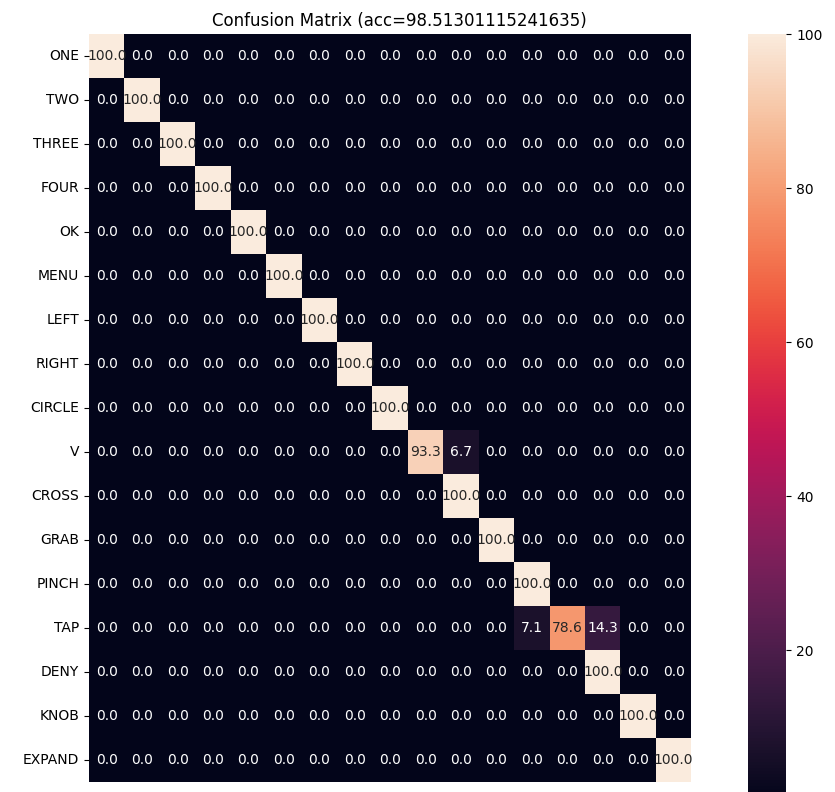 Confusion Matrix (acc=98.51301115241635)
ONE 100.0 0.0 0.0 0.0 0.0 0.0 0.0 0.0 0.0 0.0 0.0 0.0 0.0 0.0 0.0 0.0 0.0
TWO 0.0 100.0 0.0 0.0 0.0 0.0 0.0 0.0 0.0 0.0 0.0 0.0 0.0 0.0 0.0 0.0 0.0
THREE 0.0 0.0 100.0 0.0 0.0 0.0 0.0 0.0 0.0 0.0 0.0 0.0 0.0 0.0 0.0 0.0 0.0
FOUR 0.0 0.0 0.0 100.0 0.0 0.0 0.0 0.0 0.0 0.0 0.0 0.0 0.0 0.0 0.0 0.0 0.0
OK 0.0 0.0 0.0 0.0 100.0 0.0 0.0 0.0 0.0 0.0 0.0 0.0 0.0 0.0 0.0 0.0 0.0
MENU 0.0 0.0 0.0 0.0 0.0 100.0 0.0 0.0 0.0 0.0 0.0 0.0 0.0 0.0 0.0 0.0 0.0
LEFT 0.0 0.0 0.0 0.0 0.0 0.0 100.0 0.0 0.0 0.0 0.0 0.0 0.0 0.0 0.0 0.0 0.0
RIGHT 0.0 0.0 0.0 0.0 0.0 0.0 0.0 100.0 0.0 0.0 0.0 0.0 0.0 0.0 0.0 0.0 0.0
CIRCLE 0.0 0.0 0.0 0.0 0.0 0.0 0.0 0.0 100.0 0.0 0.0 0.0 0.0 0.0 0.0 0.0 0.0
V 0.0 0.0 0.0 0.0 0.0 0.0 0.0 0.0 0.0 93.3 6.7 0.0 0.0 0.0 0.0 0.0 0.0
CROSS 0.0 0.0 0.0 0.0 0.0 0.0 0.0 0.0 0.0 0.0 100.0 0.0 0.0 0.0 0.0 0.0 0.0
GRAB 0.0 0.0 0.0 0.0 0.0 0.0 0.0 0.0 0.0 0.0 0.0 100.0 0.0 0.0 0.0 0.0 0.0
PINCH 0.0 0.0 0.0 0.0 0.0 0.0 0.0 0.0 0.0 0.0 0.0 0.0 100.0 0.0 0.0 0.0 0.0
TAP 0.0 0.0 0.0 0.0 0.0 0.0 0.0 0.0 0.0 0.0 0.0 0.0 7.1 78.6 14.3 0.0 0.0
DENY 0.0 0.0 0.0 0.0 0.0 0.0 0.0 0.0 0.0 0.0 0.0 0.0 0.0 0.0 100.0 0.0 0.0
KNOB 0.0 0.0 0.0 0.0 0.0 0.0 0.0 0.0 0.0 0.0 0.0 0.0 0.0 0.0 0.0 100.0 0.0
EXPAND 0.0 0.0 0.0 0.0 0.0 0.0 0.0 0.0 0.0 0.0 0.0 0.0 0.0 0.0 0.0 0.0 100.0
100
80
60
40
20